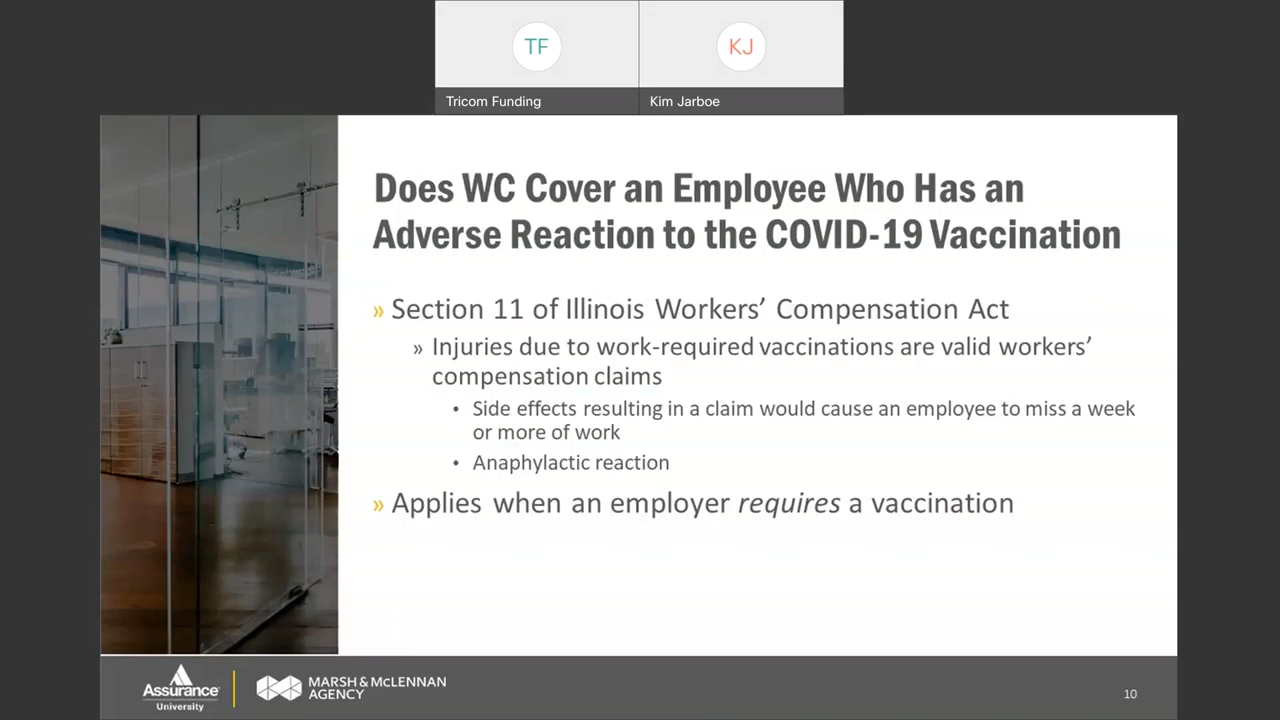 TF
KJ
Tricom Funding
Kim Jarboe
Does WC Cover an Employee Who Has an
Adverse Reaction to the COVID-19 Vaccination
» Section 11 of Illinois Workers' Compensation Act
» Injuries due to work-required vaccinations are valid workers'
compensation claims
• Side effects resulting in a claim would cause an employee to miss a week
or more of work
• Anaphylactic reaction
» Applies when an employer requires a vaccination
Assurance
University
MARSH & McLENNAN
AGENCY
10